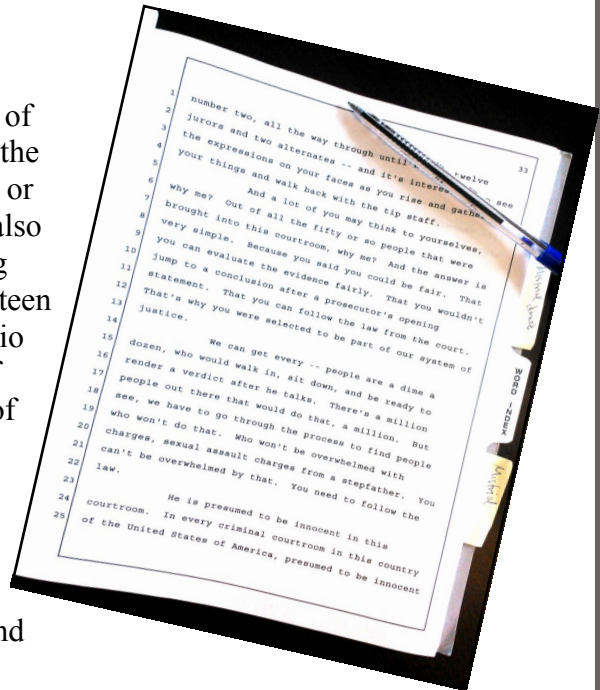 of
the
or
also
g
teen
io
of
nd
33
1 number two, all the way through until twelve
2 jurors and two alternates -- and it's see
3 the expressions on your faces as you rise and gather
4 your things and walk back with the tip staff.
5 And a lot of you may think to yourselves,
6 why me? Out of all the fifty or so people that were
7 brought into this courtroom, why me? And the answer is
8 very simple. Because you said you could be fair. That
9 you can evaluate the evidence fairly. That you wouldn't
10 jump to a conclusion after a prosecutor's opening
11 statement. That you can follow the law from the court.
12 That's why you were selected to be part of our system of
13 justice.
14 We can get every -- people are a dime a
15 dozen, who would walk in, sit down, and be ready to
16 render a verdict after he talks. There's a million
17 people out there that would do that, a million. But
18 see, we have to go through the process to find people
19 who won't do that. Who won't be overwhelmed with
20 charges, sexual assault charges from a stepfather. You
21 can't be overwhelmed by that. You need to follow the
22 law.
23 He is presumed to be innocent in this
24 courtroom. In every criminal courtroom in this country
25 of the United States of America, presumed to be innocent
WORD INDEX